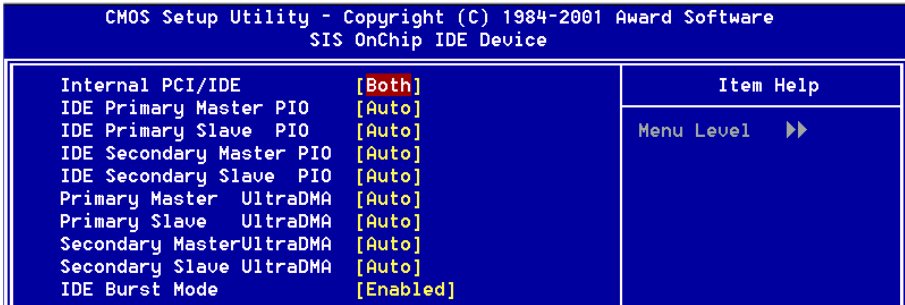 CMOS Setup Utility - Copyright (C) 1984-2001 Award Software
SIS OnChip IDE Device
Internal PCI/IDE [Both]
IDE Primary Master PIO [Auto]
IDE Primary Slave PIO [Auto]
IDE Secondary Master PIO [Auto]
IDE Secondary Slave PIO [Auto]
Primary Master UltraDMA [Auto]
Primary Slave UltraDMA [Auto]
Secondary MasterUltraDMA [Auto]
Secondary Slave UltraDMA [Auto]
IDE Burst Mode [Enabled]
Item Help
Menu Level